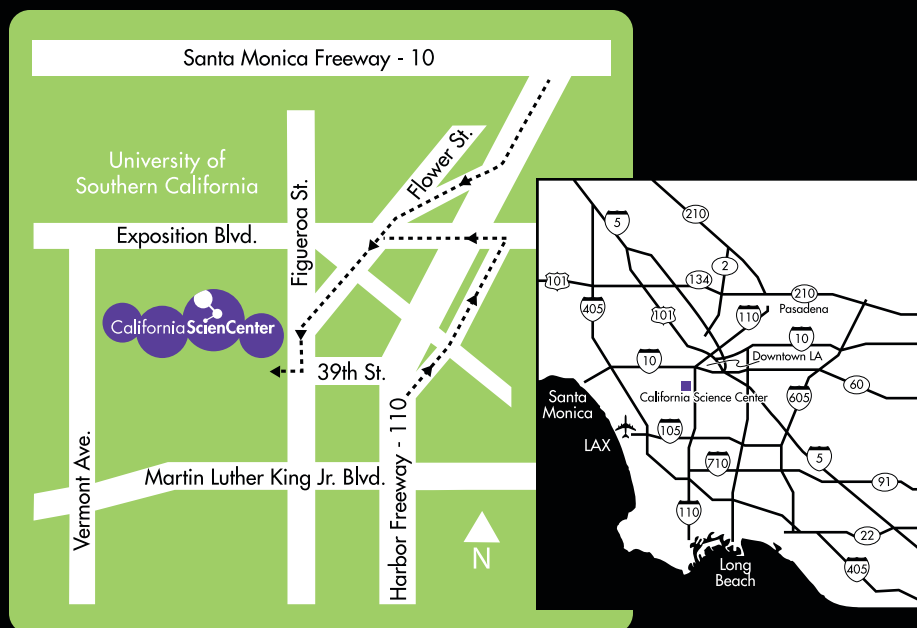 Santa Monica Freeway - 10
University of
Southern California
Flower St.
Figueroa St.
Exposition Blvd.
California ScienCenter
39th St.
Harbor Freeway - 110
Vermont Ave.
Martin Luther King Jr. Blvd.
N
210
5
2
101
134
210
405
101
110
Pasadena
10
10
Downtown LA
60
Santa
Monica
California Science Center
605
LAX
105
710
5
91
110
22
Long
Beach
405